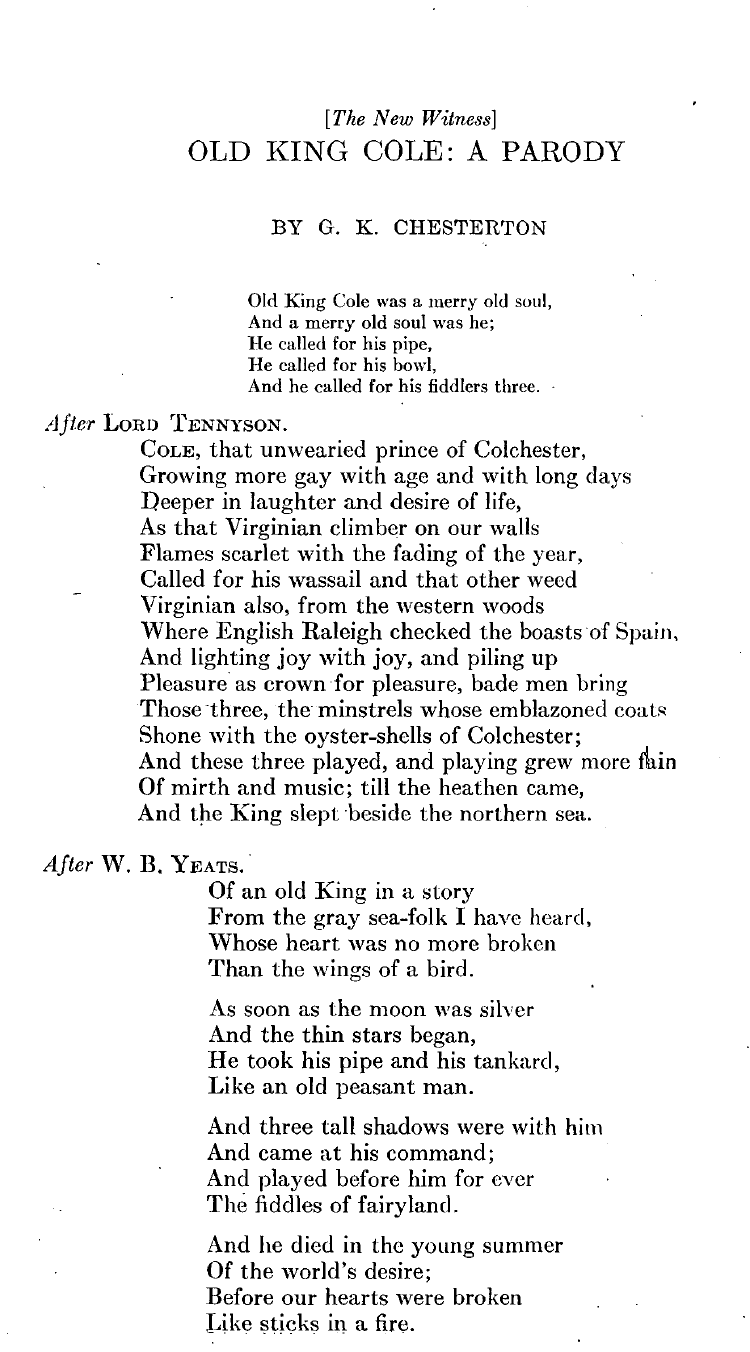 [The New Witness]
OLD KING COLE: A PARODY
BY G. K. CHESTERTON
Old King Cole was a merry old soul,
And a merry old soul was he;
He called for his pipe,
He called for his bowl,
And he called for his fiddlers three.
After LORD TENNYSON.
COLE, that unwearied prince of Colchester,
Growing more gay with age and with long days
Deeper in laughter and desire of life,
As that Virginian climber on our walls
Flames scarlet with the fading of the year,
Called for his wassail and that other weed
Virginian also, from the western woods
Where English Raleigh checked the boasts of Spain,
And lighting joy with joy, and piling up
Pleasure as crown for pleasure, bade men bring
Those three, the minstrels whose emblazoned coats
Shone with the oyster-shells of Colchester;
And these three played, and playing grew more fain
Of mirth and music; till the heathen came,
And the King slept beside the northern sea.
After W. B. YEATS.
Of an old King in a story
From the gray sea-folk I have heard,
Whose heart was no more broken
Than the wings of a bird.
As soon as the moon was silver
And the thin stars began,
He took his pipe and his tankard,
Like an old peasant man.
And three tall shadows were with him
And came at his command;
And played before him for ever
The fiddles of fairyland.
And he died in the young summer
Of the world's desire;
Before our hearts were broken
Like sticks in a fire.